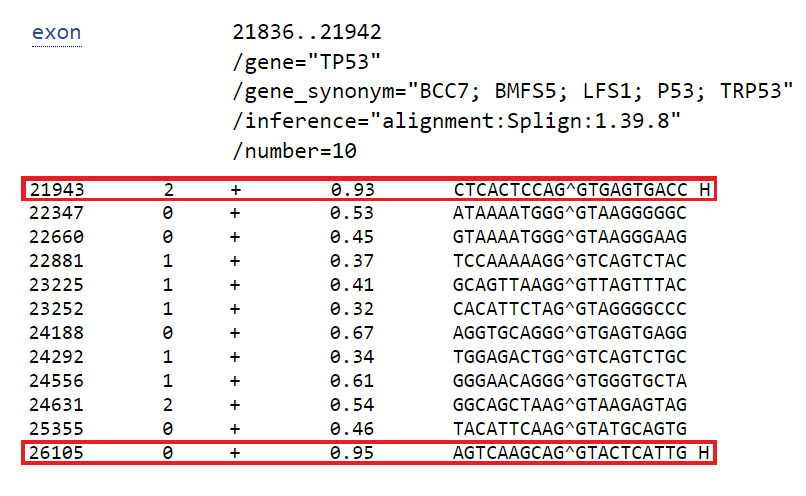 exon 21836..21942
/gene="TP53"
/gene_synonym="BCC7; BMFS5; LFS1; P53; TRP53"
/inference="alignment:Splign:1.39.8"
/number=10
21943 2 + 0.93 CTCACTCCAG^GTGAGTGACC H
22347 0 + 0.53 ATAAAATGGG^GTAAGGGGGC
22660 0 + 0.45 GTAAAATGGG^GTAAGGGAAG
22881 1 + 0.37 TCCAAAAAGG^GTCAGTCTAC
23225 1 + 0.41 GCAGTTAAGG^GTTAGTTTAC
23252 1 + 0.32 CACATTCTAG^GTAGGGGCCC
24188 0 + 0.67 AGGTGCAGGG^GTGAGTGAGG
24292 1 + 0.34 TGGAGACTGG^GTCAGTCTGC
24556 1 + 0.61 GGGAACAGGG^GTGGGTGCTA
24631 2 + 0.54 GGCAGCTAAG^GTAAGAGTAG
25355 0 + 0.46 TACATTCAAG^GTATGCAGTG
26105 0 + 0.95 AGTCAAGCAG^GTACTCATTG H